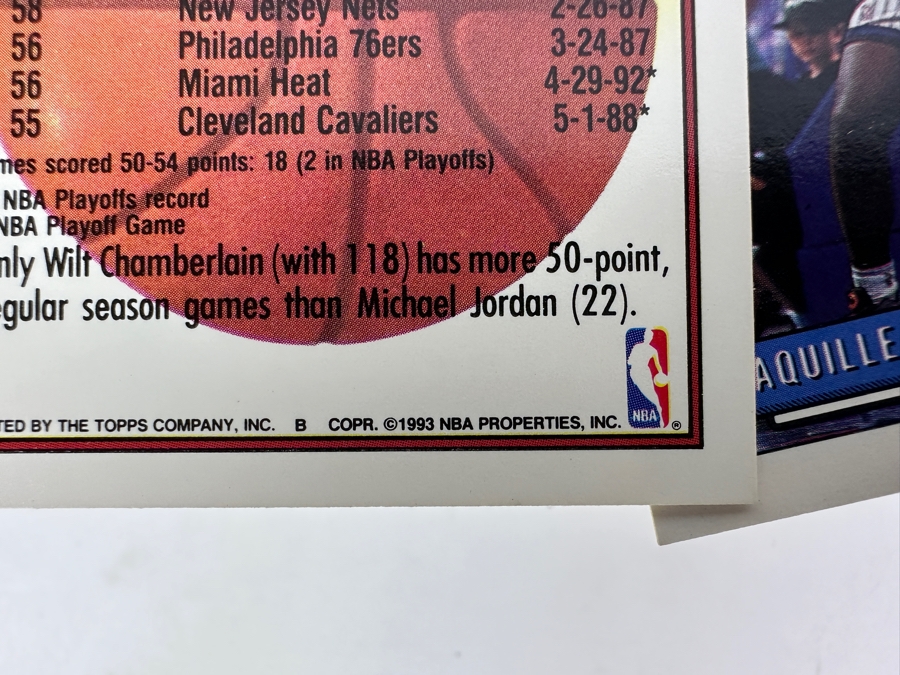 58 New Jersey Nets 2-26-87
56 Philadelphia 76ers 3-24-87
56 Miami Heat 4-29-92*
55 Cleveland Cavaliers 5-1-88*
mes scored 50-54 points: 18 (2 in NBA Playoffs)
NBA Playoffs record
NBA Playoff Game
nly Wilt Chamberlain (with 118) has more 50-point,
egular season games than Michael Jordan (22).
NBA
®
AQUILLE
TED BY THE TOPPS COMPANY, INC. B COPR. ©1993 NBA PROPERTIES, INC.